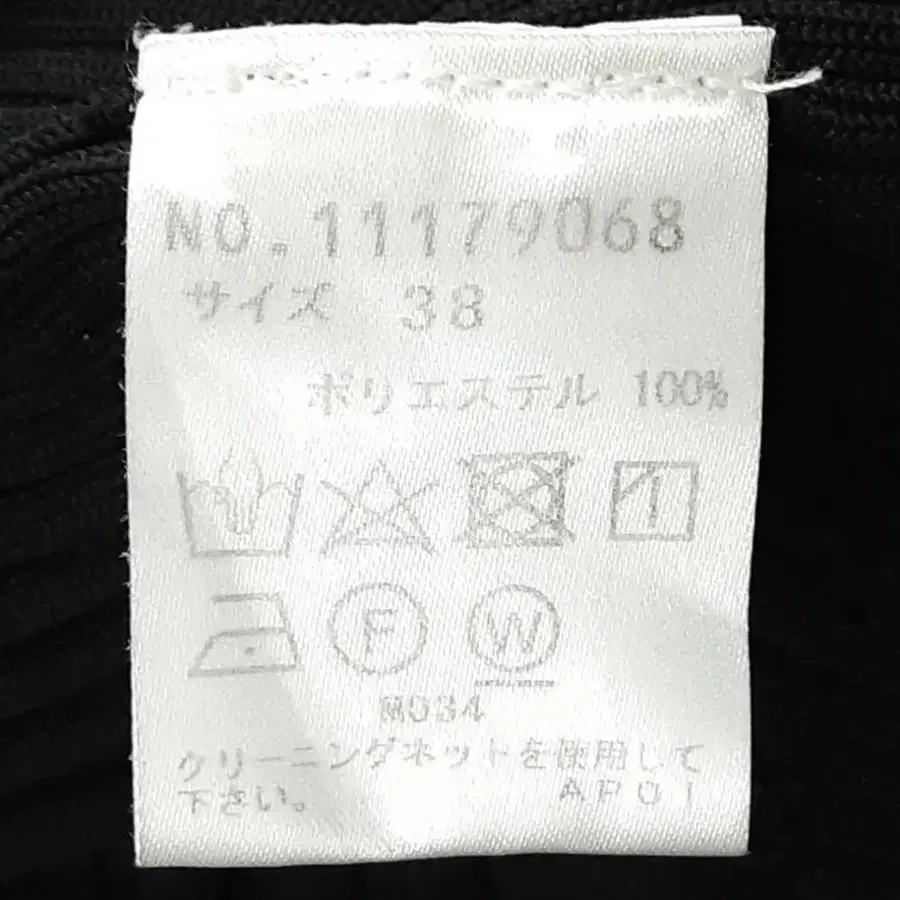 NO.11179068
サイズ 38
ポリエステル 100%
F W
M034
クリーニングネットを使用して
下さい。 AP01